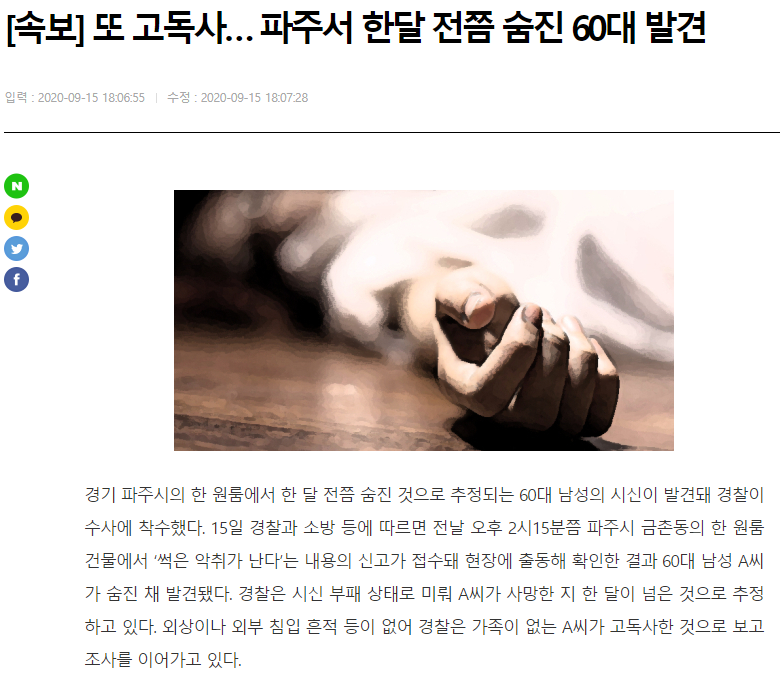 [속보] 또 고독사... 파주서 한달 전쯤 숨진 60대 발견
입력 : 2020-09-15 18:06:55 | 수정 : 2020-09-15 18:07:28
N
f
경기 파주시의 한 원룸에서 한 달 전쯤 숨진 것으로 추정되는 60대 남성의 시신이 발견돼 경찰이
수사에 착수했다. 15일 경찰과 소방 등에 따르면 전날 오후 2시15분쯤 파주시 금촌동의 한 원룸
건물에서 ‘썩은 악취가 난다’는 내용의 신고가 접수돼 현장에 출동해 확인한 결과 60대 남성 A씨
가 숨진 채 발견됐다. 경찰은 시신 부패 상태로 미뤄 A씨가 사망한 지 한 달이 넘은 것으로 추정
하고 있다. 외상이나 외부 침입 흔적 등이 없어 경찰은 가족이 없는 A씨가 고독사한 것으로 보고
조사를 이어가고 있다.